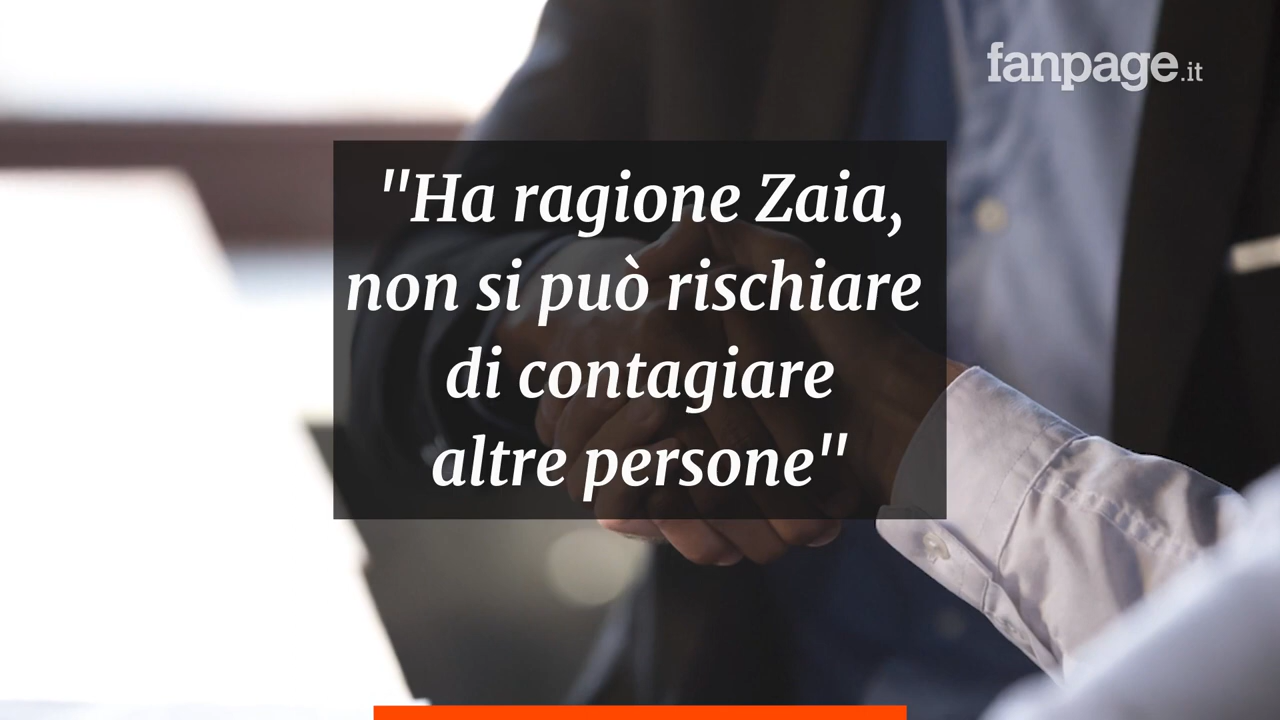 fanpage.it
"Ha ragione Zaia,
non si può rischiare
di contagiare
altre persone"